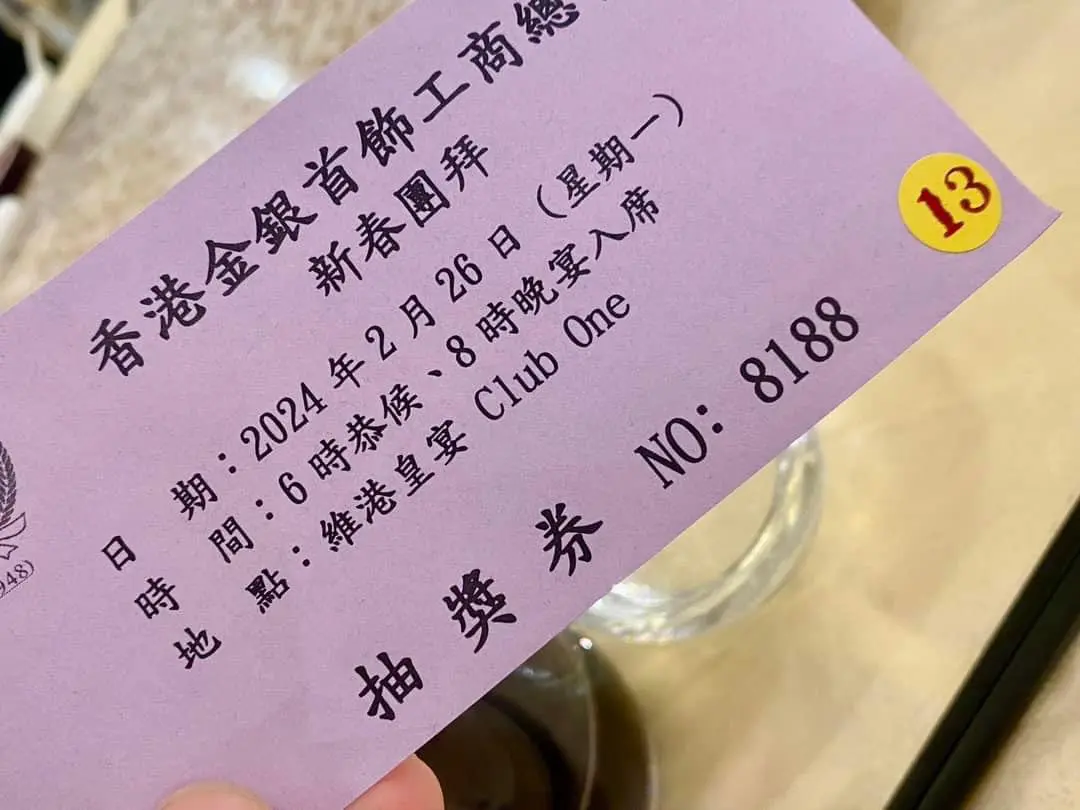 香港金銀首飾工商總
新春團拜
日期：2024年2月26日（星期一）
時間：6時恭候、8時晚宴入席
地點：維港皇宴 Club One
抽獎券 NO: 8188
13
948)